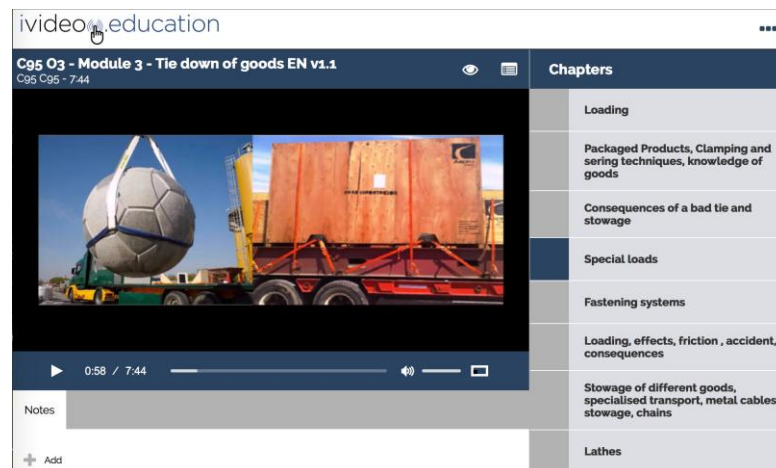 ivideo.education
C95 O3 - Module 3 - Tie down of goods EN v1.1
C95 C95 - 7:44
0:58 / 7:44
Notes
Add
Chapters
Loading
Packaged Products, Clamping and
sering techniques, knowledge of
goods
Consequences of a bad tie and
stowage
Special loads
Fastening systems
Loading, effects, friction , accident,
consequences
Stowage of different goods,
specialised transport, metal cables
stowage, chains
Lathes